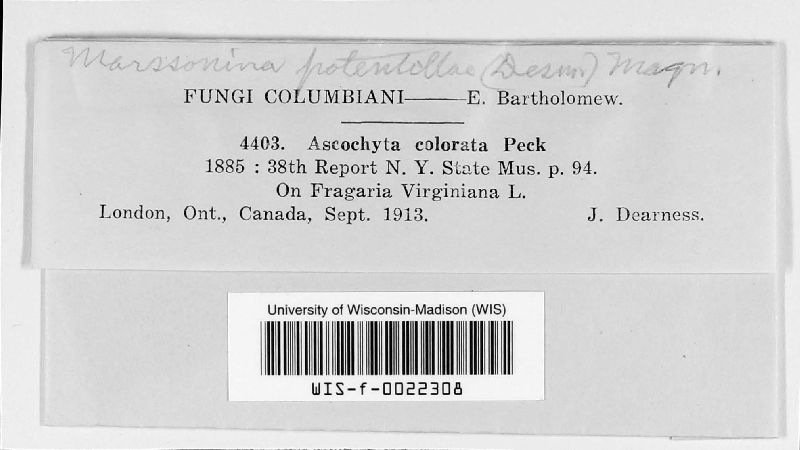 Marssonina potentillae (Desm.) Magn.
FUNGI COLUMBIANI——E. Bartholomew.
4403. Ascochyta colorata Peck
1885 : 38th Report N. Y. State Mus. p. 94.
On Fragaria Virginiana L.
London, Ont., Canada, Sept. 1913. J. Dearness.
University of Wisconsin-Madison (WIS)
WIS-f-0022308